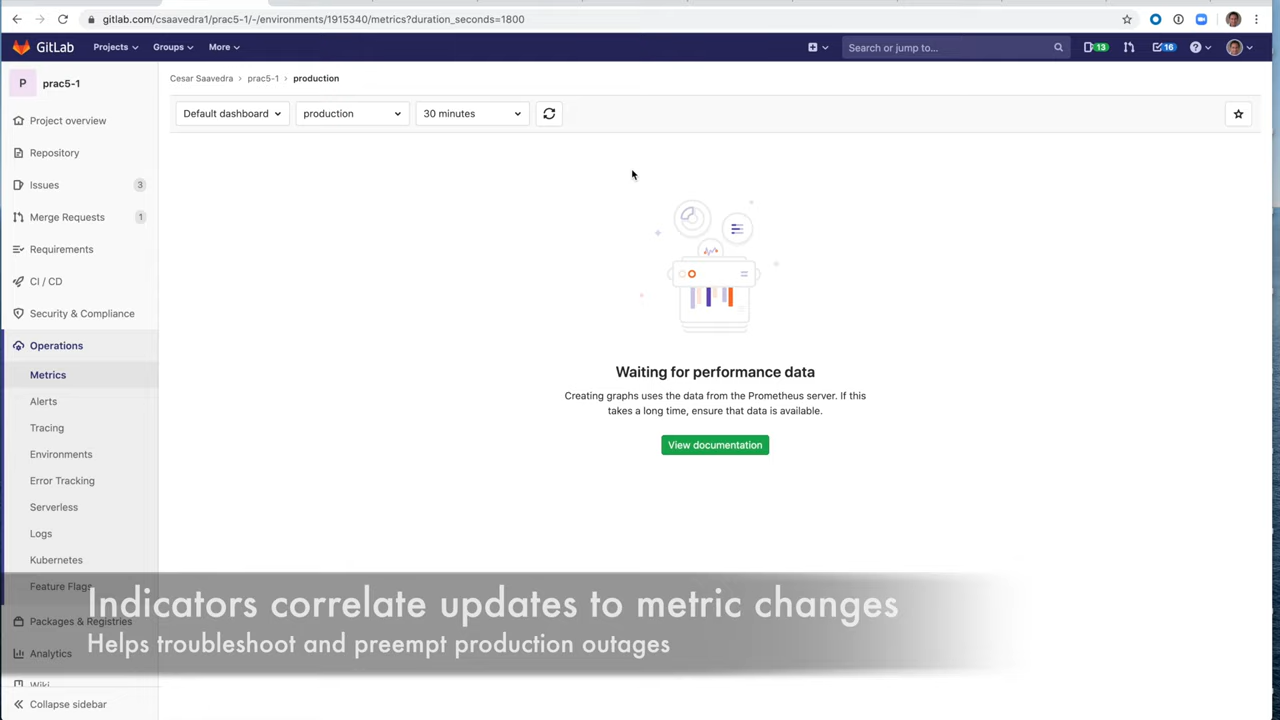 gitlab.com/csaavedra1/prac5-1/-/environments/1915340/metrics?duration_seconds=1800
GitLab Projects Groups More Search or jump to... 13 16
P prac5-1
Cesar Saavedra › prac5-1 › production
Default dashboard production 30 minutes
Project overview
Repository
Issues 3
Merge Requests 1
Requirements
CI / CD
Security & Compliance
Operations
Metrics
Alerts
Tracing
Environments
Error Tracking
Serverless
Logs
Kubernetes
Feature Flags
Packages & Registries
Analytics
Wiki
Collapse sidebar
Waiting for performance data
Creating graphs uses the data from the Prometheus server. If this
takes a long time, ensure that data is available.
View documentation
Indicators correlate updates to metric changes
Helps troubleshoot and preempt production outages